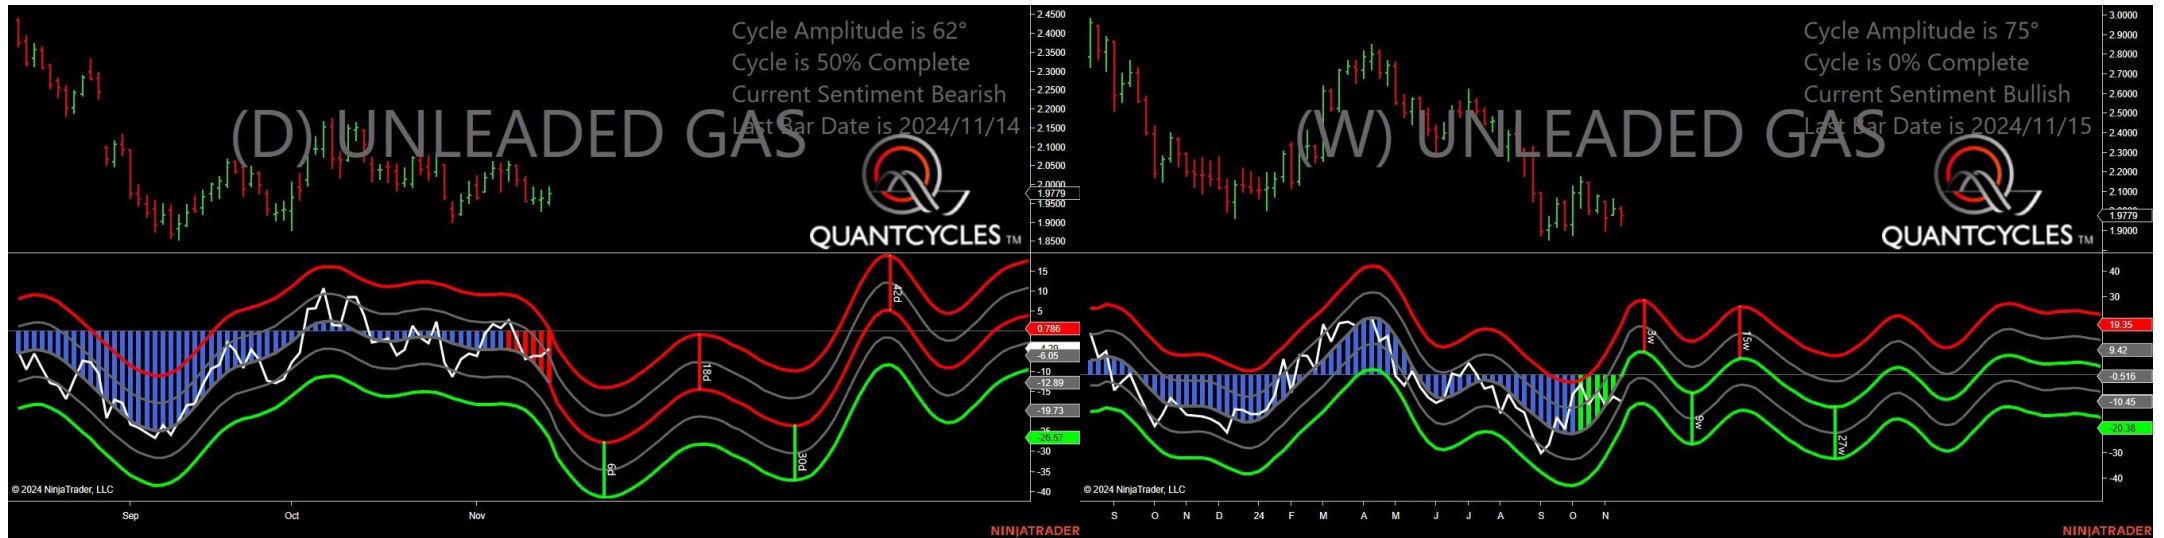 Cycle Amplitude is 62°
Cycle is 50% Complete
Current Sentiment Bearish
Last Bar Date is 2024/11/14
(D) UNLEADED GAS
QUANTCYCLES TM
2.4500
2.4000
2.3500
2.3000
2.2500
2.2000
2.1500
2.1000
2.0500
2.0000
1.9779
1.9500
1.9000
1.8500
42d
18d
6d
30d
15
10
5
0.786
-4.29
-6.05
-10
-12.89
-15
-19.73
-26.57
-30
-35
-40
© 2024 NinjaTrader, LLC
Sep Oct Nov
NINJATRADER
Cycle Amplitude is 75°
Cycle is 0% Complete
Current Sentiment Bullish
Last Bar Date is 2024/11/15
(W) UNLEADED GAS
QUANTCYCLES TM
3.0000
2.9000
2.8000
2.7000
2.6000
2.5000
2.4000
2.3000
2.2000
2.1000
1.9779
1.9000
3w
15w
9w
27w
40
30
19.35
9.42
-0.516
-10.45
-20.38
-30
-40
© 2024 NinjaTrader, LLC
S O N D 24 F M A M J J A S O N
NINJATRADER